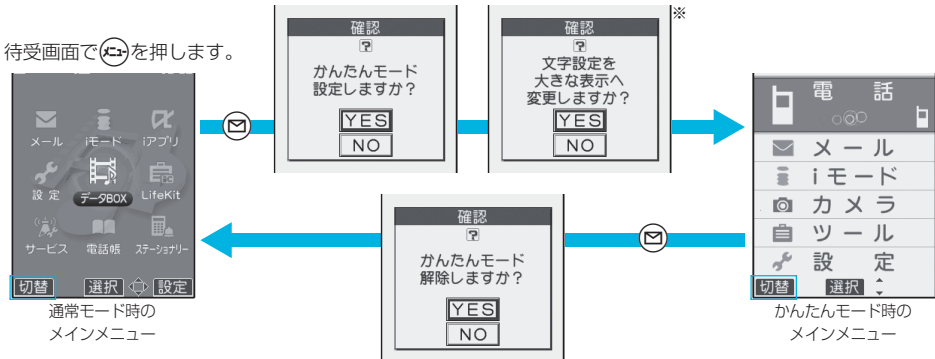 待受画面でメニューを押します。
メール iモード iアプリ
設 定 データBOX LifeKit
サービス 電話帳 ステーショナリー
切替 選択 設定
通常モード時の
メインメニュー
確認
?
かんたんモード
設定しますか?
YES
NO
※
確認
?
文字設定を
大きな表示へ
変更しますか?
YES
NO
確認
?
かんたんモード
解除しますか?
YES
NO
電 話
メ ー ル
i モ ー ド
カ メ ラ
ツ ー ル
設 定
切替 選択
かんたんモード時の
メインメニュー